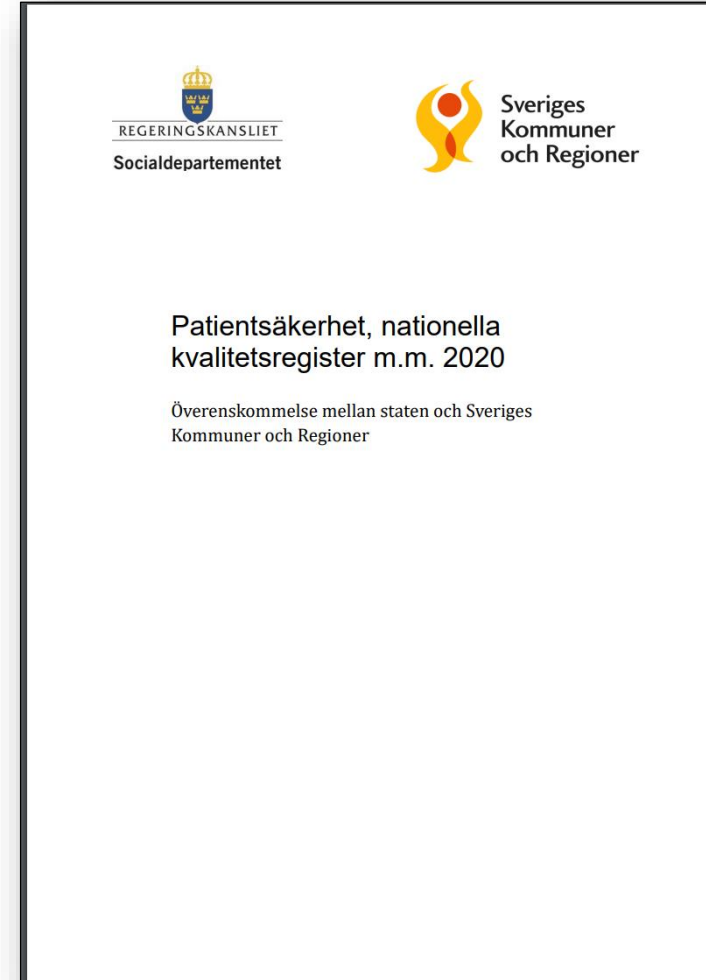 REGERINGSKANSLIET
Socialdepartementet
Sveriges
Kommuner
och Regioner
Patientsäkerhet, nationella
kvalitetsregister m.m. 2020
Överenskommelse mellan staten och Sveriges
Kommuner och Regioner